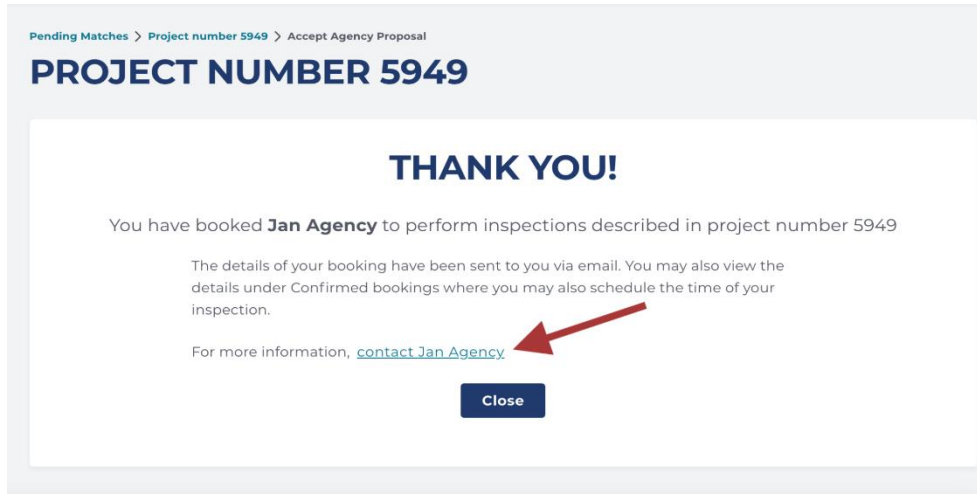 Pending Matches > Project number 5949 > Accept Agency Proposal
PROJECT NUMBER 5949
THANK YOU!
You have booked Jan Agency to perform inspections described in project number 5949
The details of your booking have been sent to you via email. You may also view the
details under Confirmed bookings where you may also schedule the time of your
inspection.
For more information, contact Jan Agency
Close